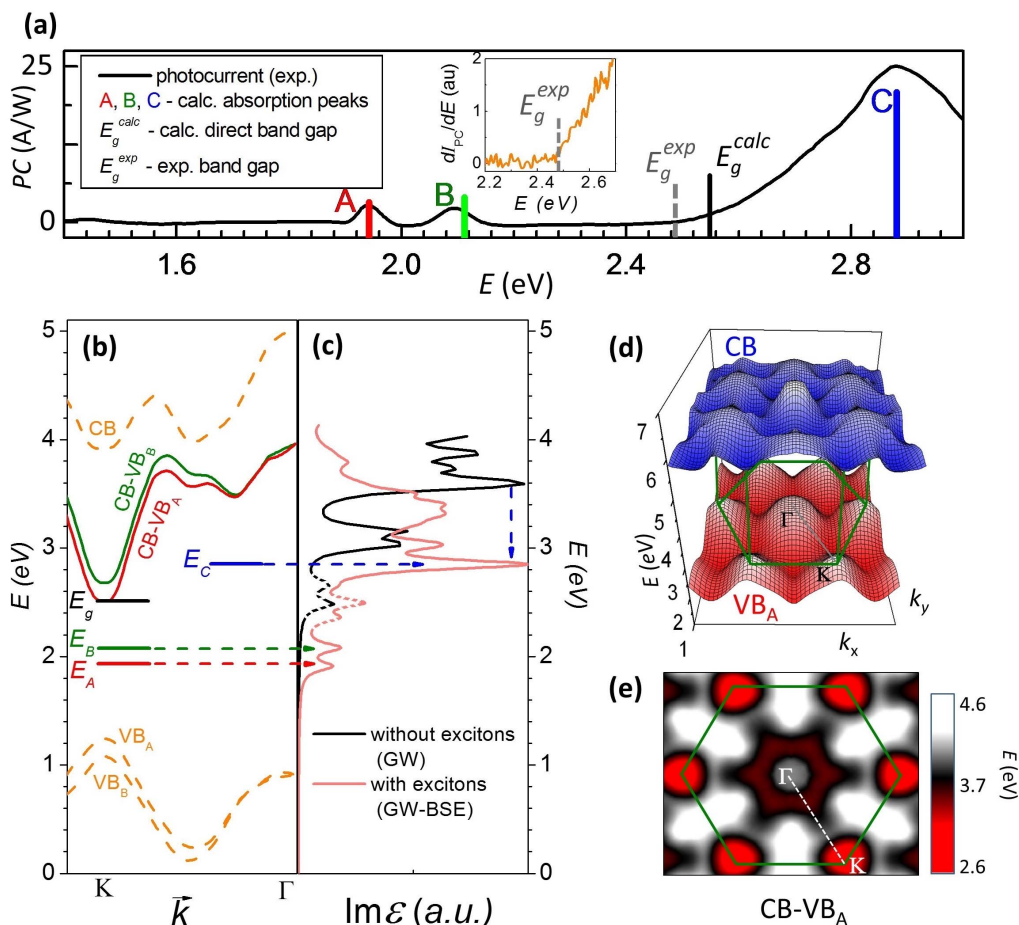 (a)
PC (A/W)
25
0
photocurrent (exp.)
A, B, C - calc. absorption peaks
E_g^calc - calc. direct band gap
E_g^exp - exp. band gap
dI_PC/dE (au)
2
1
0
E_g^exp
2.2 2.4 2.6
E (eV)
A
B
E_g^exp
E_g^calc
C
1.6 2.0 2.4 2.8
E (eV)
(b)
E (eV)
5
4
3
2
1
0
CB
CB-VB_B
CB-VB_A
E_C
E_g
E_B
E_A
VB_A
VB_B
K
Γ
k⃗
(c)
without excitons
(GW)
with excitons
(GW-BSE)
5
4
3
2
1
0
E (eV)
Im ε (a.u.)
(d)
CB
7
6
5
4
3
2
1
E (eV)
Γ
K
VB_A
k_x
k_y
(e)
Γ
K
4.6
3.7
2.6
E (eV)
CB-VB_A